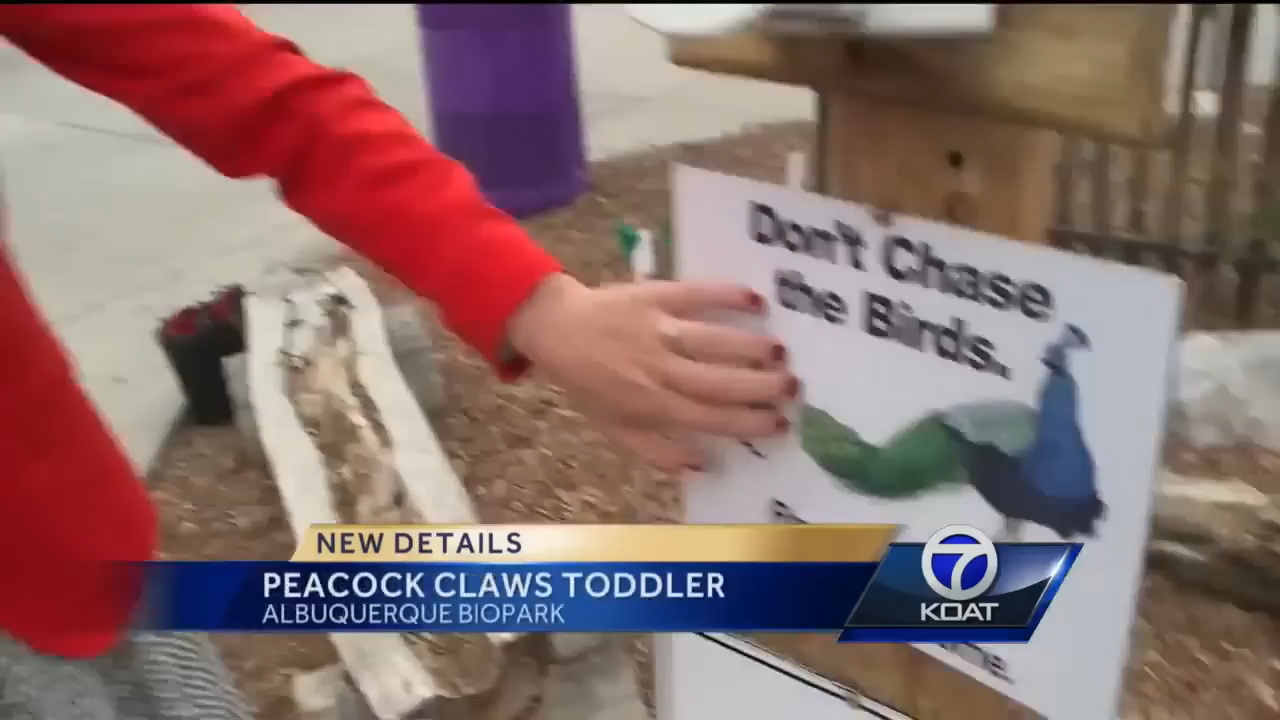 Don't Chase
the Birds.
NEW DETAILS
PEACOCK CLAWS TODDLER
ALBUQUERQUE BIOPARK
7
KOAT